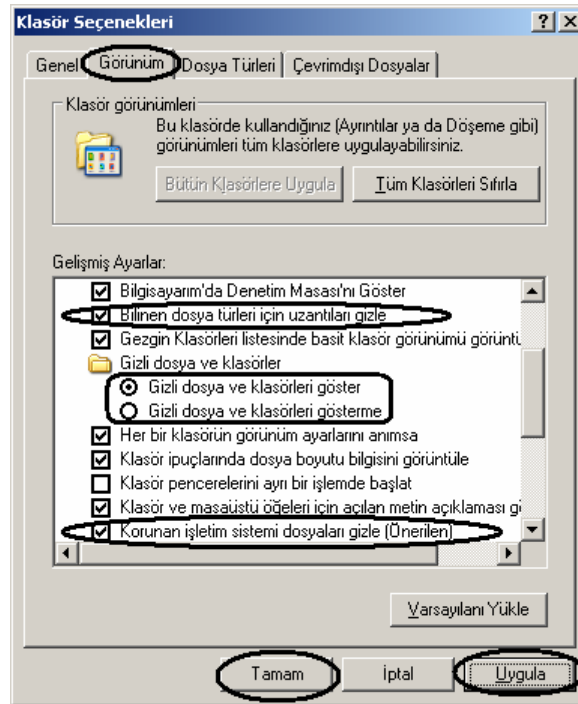 Klasör Seçenekleri
Genel Görünüm Dosya Türleri Çevrimdışı Dosyalar
Klasör görünümleri
Bu klasörde kullandığınız (Ayrıntılar ya da Döşeme gibi)
görünümleri tüm klasörlere uygulayabilirsiniz.
Bütün Klasörlere Uygula Tüm Klasörleri Sıfırla
Gelişmiş Ayarlar:
Bilgisayarım'da Denetim Masası'nı Göster
Bilinen dosya türleri için uzantıları gizle
Gezgin Klasörleri listesinde basit klasör görünümü görüntü
Gizli dosya ve klasörler
Gizli dosya ve klasörleri göster
Gizli dosya ve klasörleri gösterme
Her bir klasörün görünüm ayarlarını anımsa
Klasör ipuçlarında dosya boyutu bilgisini görüntüle
Klasör pencerelerini ayrı bir işlemde başlat
Klasör ve masaüstü öğeleri için açılan metin açıklaması gö
Korunan işletim sistemi dosyaları gizle (Önerilen)
Varsayılanı Yükle
Tamam İptal Uygula